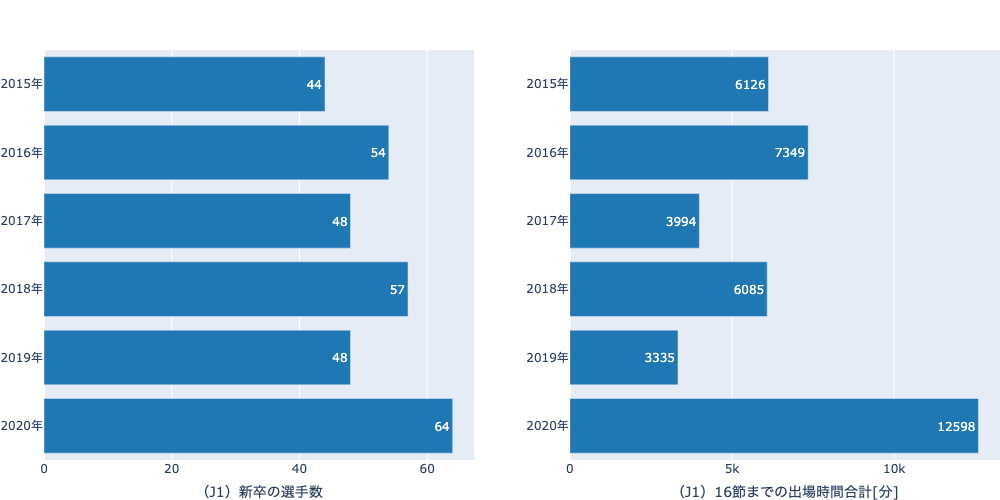 2015年
44
2016年
54
2017年
48
2018年
57
2019年
48
2020年
64
0
20
40
60
（J1）新卒の選手数
2015年
6126
2016年
7349
2017年
3994
2018年
6085
2019年
3335
2020年
12598
0
5k
10k
（J1）16節までの出場時間合計[分]